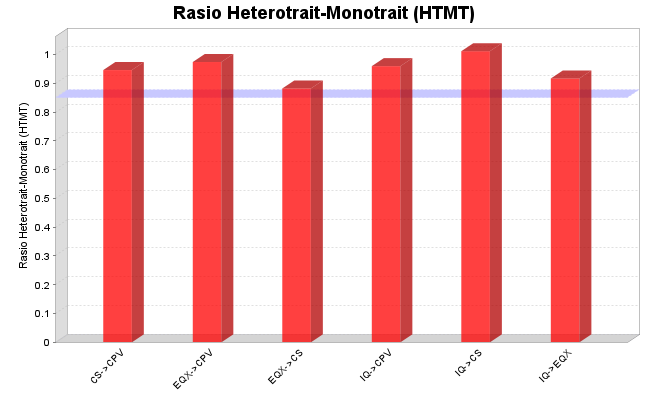 Rasio Heterotrait-Monotrait (HTMT)
Rasio Heterotrait-Monotrait (HTMT)
1
0.9
0.8
0.7
0.6
0.5
0.4
0.3
0.2
0.1
0
CS->CPV
EQX->CPV
EQX->CS
IQ->CPV
IQ->CS
IQ->EQX